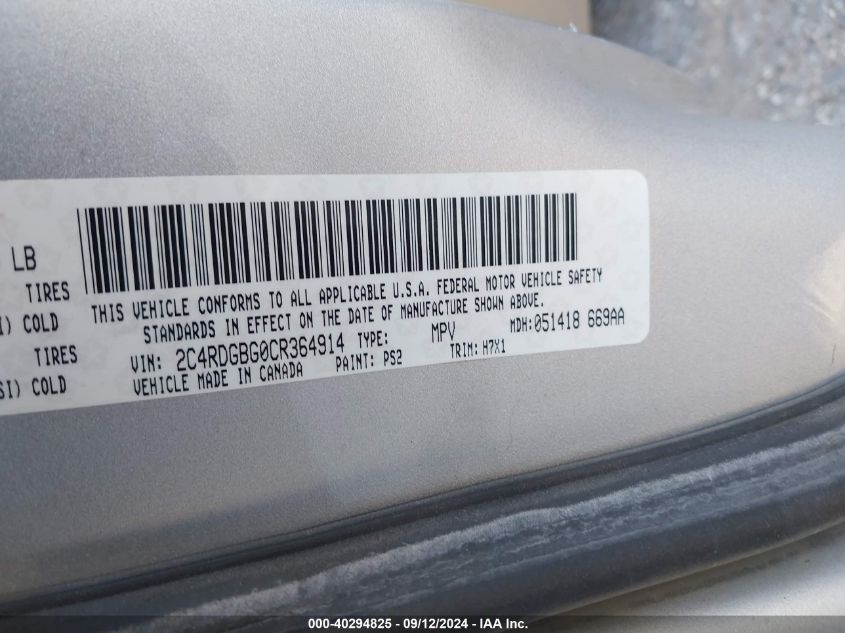 LB
TIRES
THIS VEHICLE CONFORMS TO ALL APPLICABLE U.S.A. FEDERAL MOTOR VEHICLE SAFETY
I) COLD
STANDARDS IN EFFECT ON THE DATE OF MANUFACTURE SHOWN ABOVE.
TIRES
VIN: 2C4RDGBG0CR364914 TYPE: MPV MDH:051418 669AA
SI) COLD
VEHICLE MADE IN CANADA PAINT: PS2 TRIM: H7X1
000-40294825 - 09/12/2024 - IAA Inc.